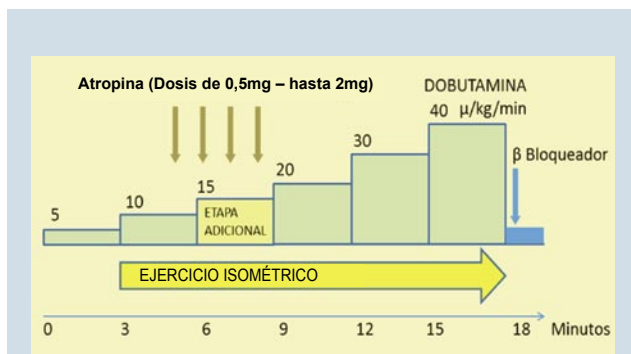 Atropina (Dosis de 0,5mg – hasta 2mg)
DOBUTAMINA
40 µ/kg/min
30
β Bloqueador
20
15
10
5
ETAPA
ADICIONAL
EJERCICIO ISOMÉTRICO
0 3 6 9 12 15 18 Minutos